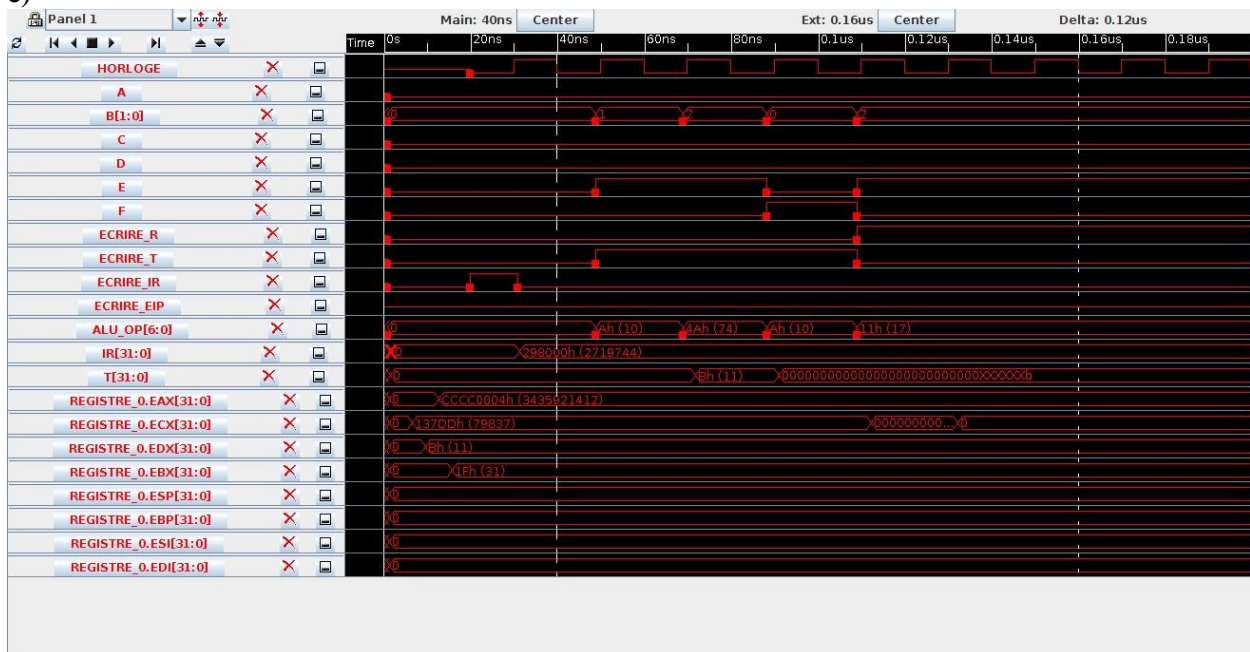 Panel 1 Main: 40ns Center Ext: 0.16us Center Delta: 0.12us
Time 0s 20ns 40ns 60ns 80ns 0.1us 0.12us 0.14us 0.16us 0.18us
HORLOGE
A
B[1:0] 0 1 2 0 2
C
D
E
F
ECRIRE_R
ECRIRE_T
ECRIRE_IR
ECRIRE_EIP
ALU_OP[6:0] 0 Ah (10) 4Ah (74) Ah (10) 11h (17)
IR[31:0] 0 298000h (2719744)
T[31:0] 0 Bh (11) 00000000000000000000000000XXXXXXb
REGISTRE_0.EAX[31:0] 0 CCCC0004h (3435921412)
REGISTRE_0.ECX[31:0] 0 137DDh (79837) 000000000... 0
REGISTRE_0.EDX[31:0] 0 Bh (11)
REGISTRE_0.EBX[31:0] 0 1Fh (31)
REGISTRE_0.ESP[31:0] 0
REGISTRE_0.EBP[31:0] 0
REGISTRE_0.ESI[31:0] 0
REGISTRE_0.EDI[31:0] 0